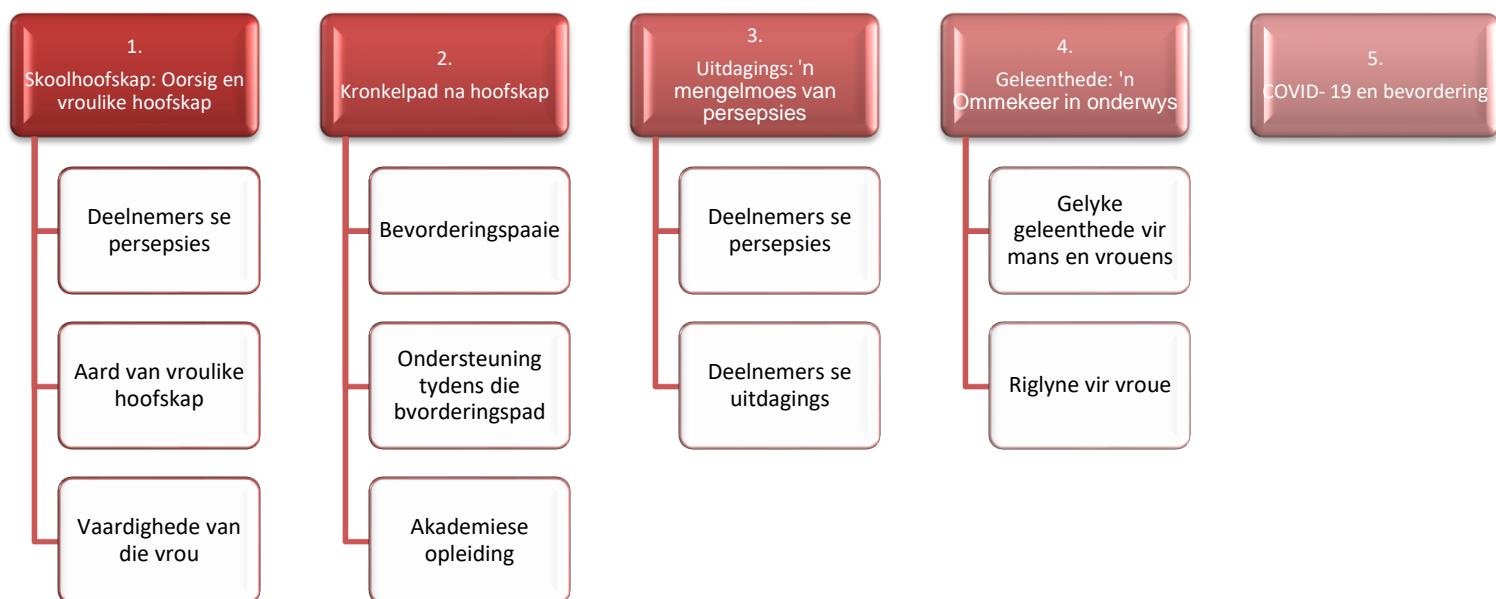 1.
Skoolhoofskap: Oorsig en
vroulike hoofskap
Deelnemers se
persepsies
Aard van vroulike
hoofskap
Vaardighede van
die vrou
2.
Kronkelpad na hoofskap
Bevorderingspaaie
Ondersteuning
tydens die
bvorderingspad
Akademiese
opleiding
3.
Uitdagings: 'n
mengelmoes van
persepsies
Deelnemers se
persepsies
Deelnemers se
uitdagings
4.
Geleenthede: 'n
Ommekeer in onderwys
Gelyke
geleenthede vir
mans en vrouens
Riglyne vir vroue
5.
COVID- 19 en bevordering